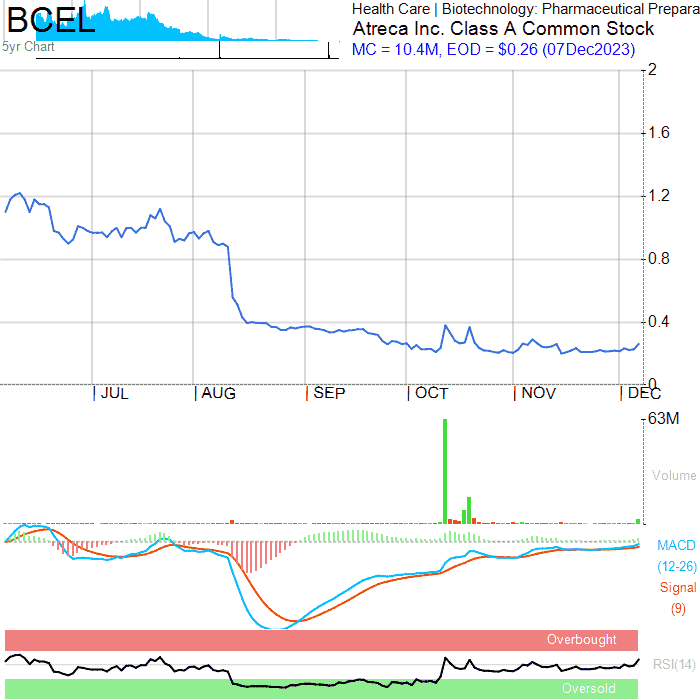 BCEL
Health Care | Biotechnology: Pharmaceutical Prepara
Atreca Inc. Class A Common Stock
5yr Chart
MC = 10.4M, EOD = $0.26 (07Dec2023)
2
1.6
1.2
0.8
0.4
0
JUL
AUG
SEP
OCT
NOV
DEC
63M
Volume
MACD
(12-26)
Signal
(9)
Overbought
RSI(14)
Oversold